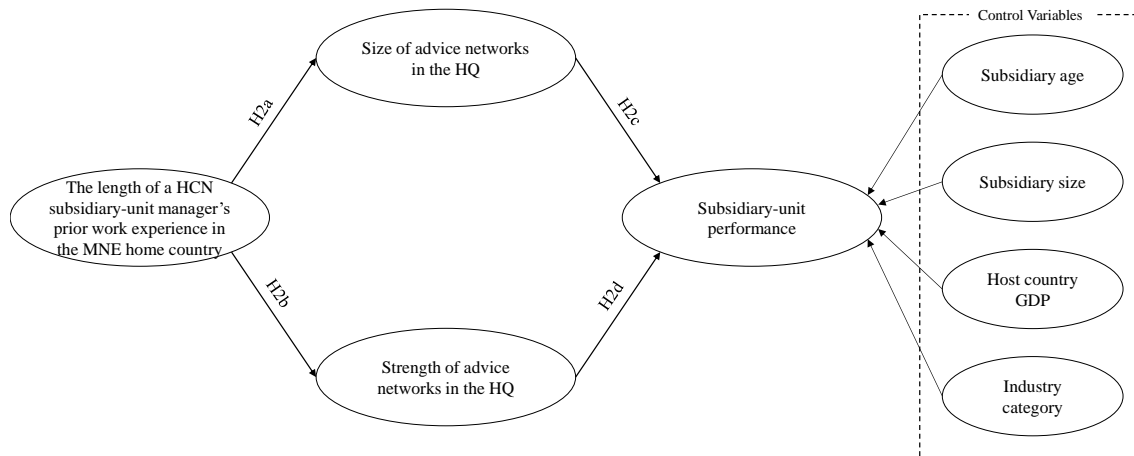 Control Variables
Size of advice networks
in the HQ
Subsidiary age
H2a
H2c
The length of a HCN
subsidiary-unit manager's
prior work experience in
the MNE home country
Subsidiary-unit
performance
Subsidiary size
H2b
H2d
Host country
GDP
Strength of advice
networks in the HQ
Industry
category